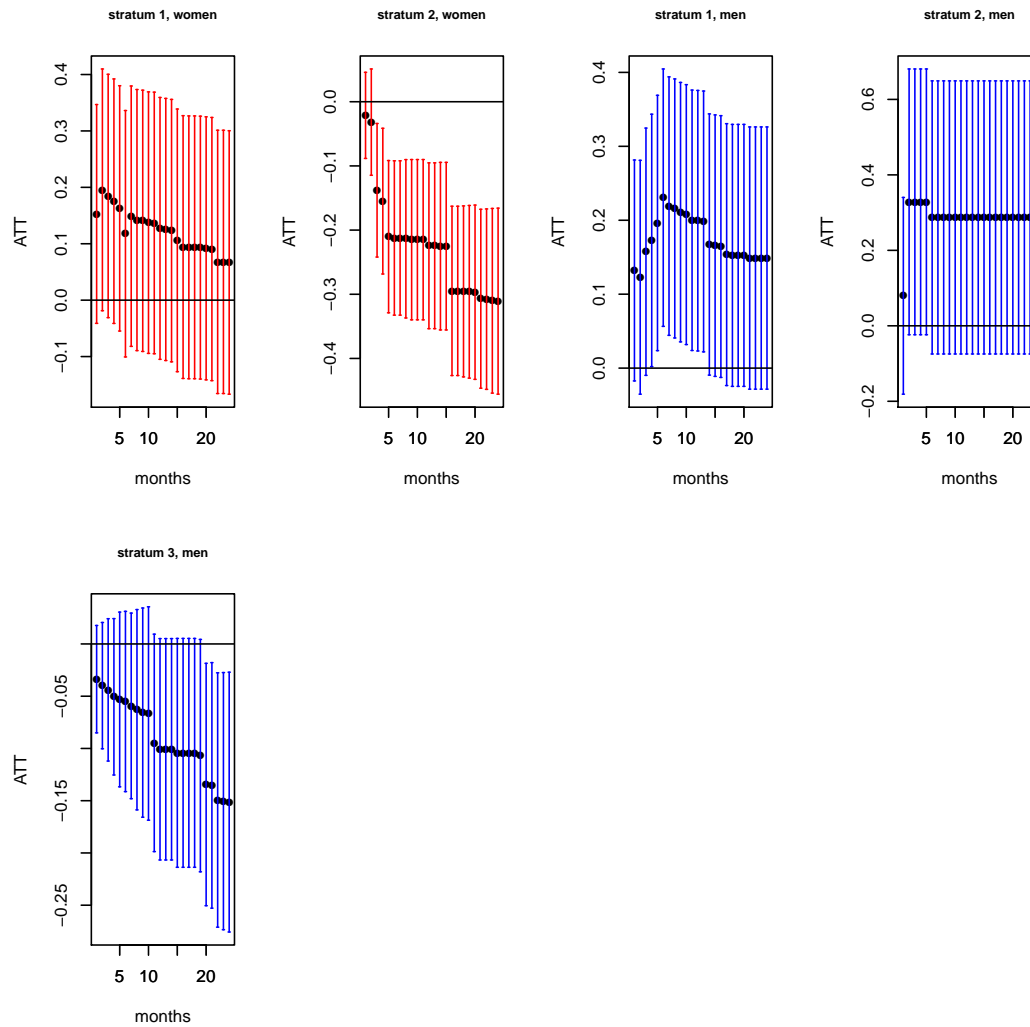 stratum 1, women
ATT
0.4
0.3
0.2
0.1
0.0
−0.1
5 10 20
months
stratum 2, women
ATT
0.0
−0.1
−0.2
−0.3
−0.4
5 10 20
months
stratum 1, men
ATT
0.4
0.3
0.2
0.1
0.0
5 10 20
months
stratum 2, men
ATT
0.6
0.4
0.2
0.0
−0.2
5 10 20
months
stratum 3, men
ATT
−0.05
−0.15
−0.25
5 10 20
months